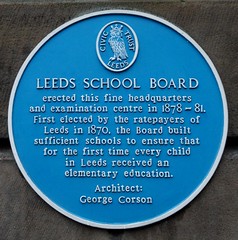 CIVIC TRUST
LEEDS
LEEDS SCHOOL BOARD
erected this fine headquarters
and examination centre in 1878-81.
First elected by the ratepayers of
Leeds in 1870, the Board built
sufficient schools to ensure that
for the first time every child
in Leeds received an
elementary education.
Architect:
George Corson